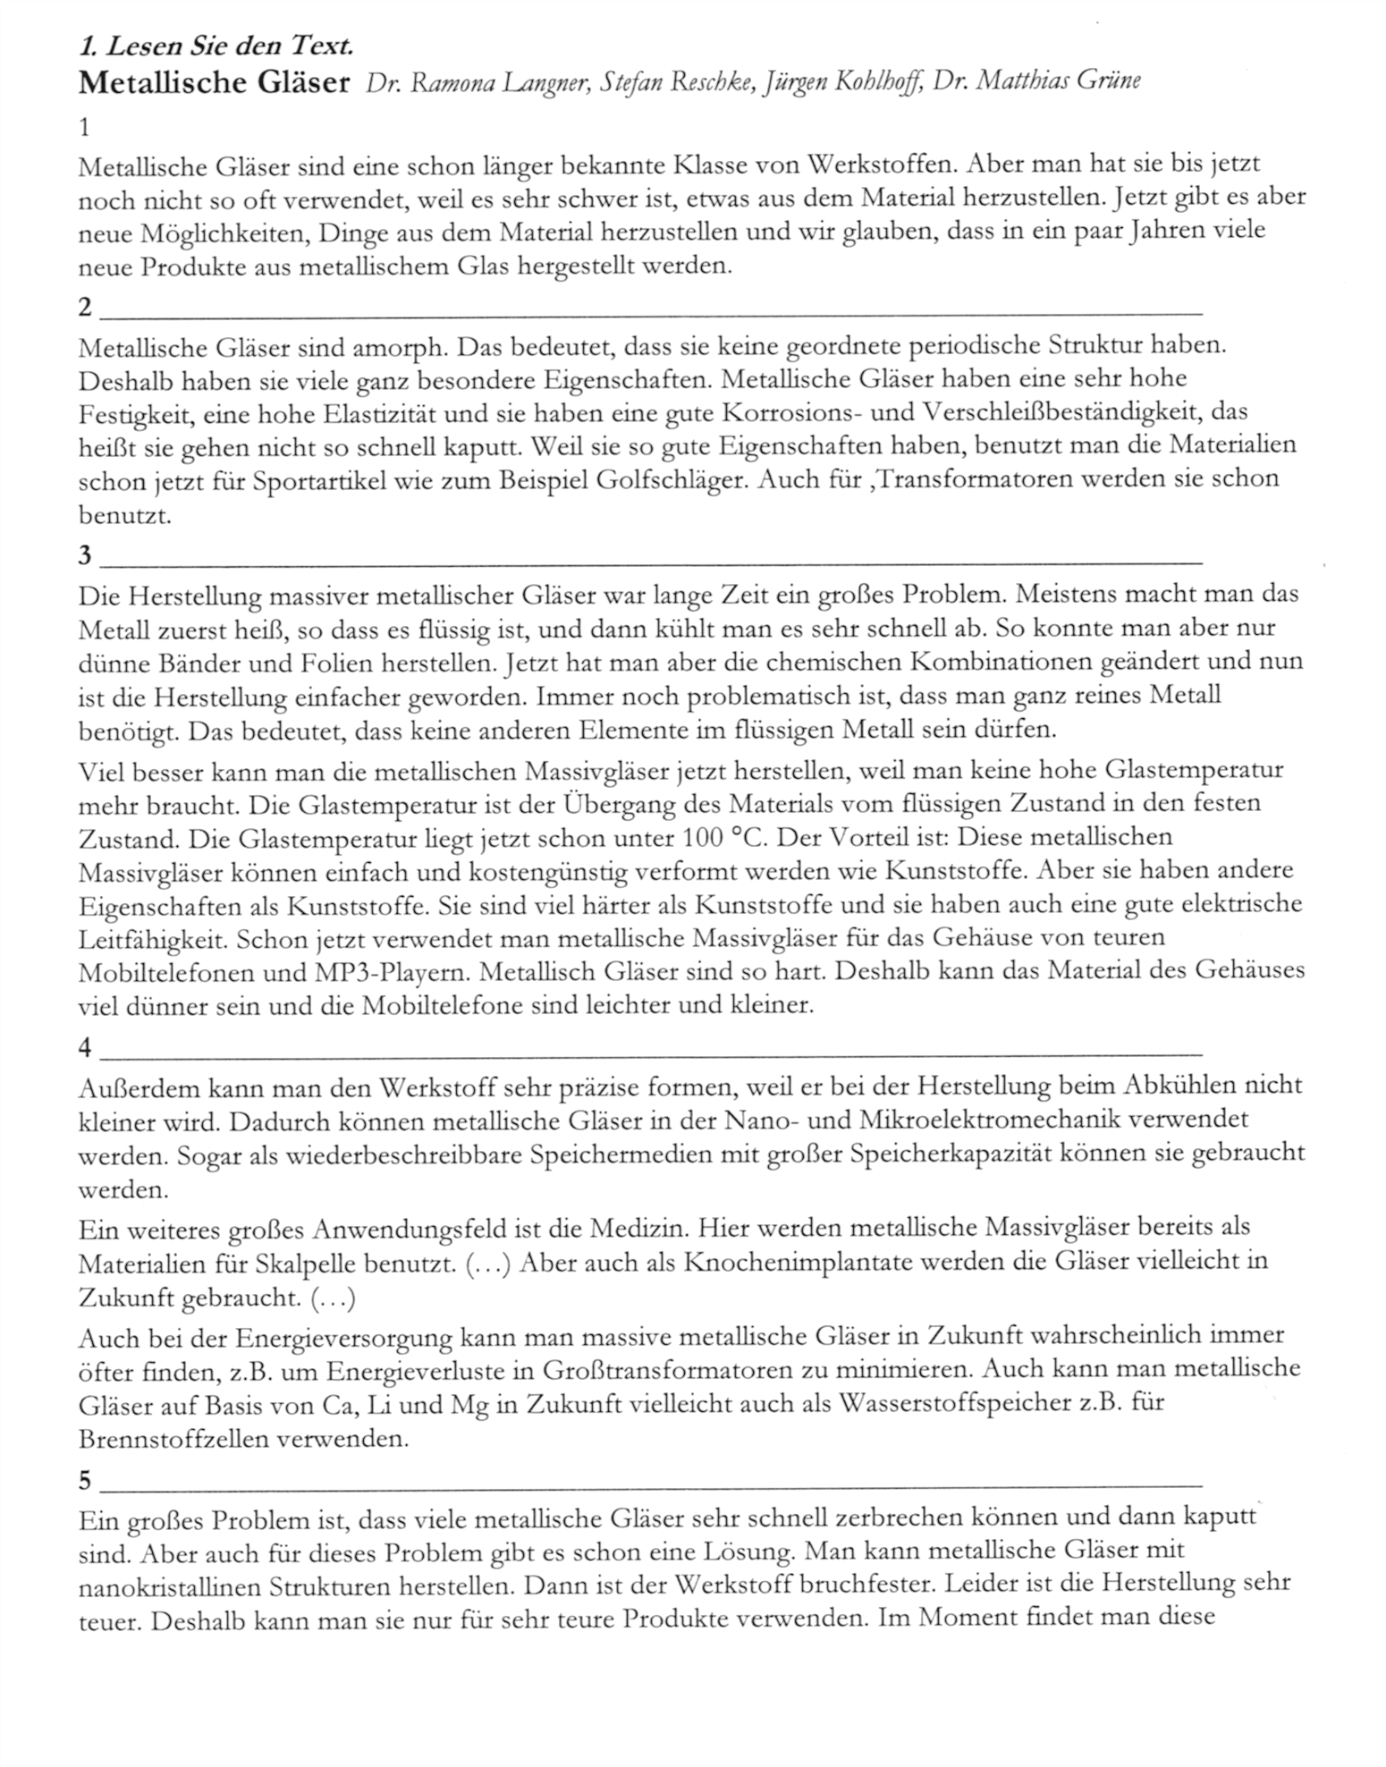 1. Lesen Sie den Text.
Metallische Gläser Dr. Ramona Langner, Stefan Reschke, Jürgen Kohlhoff, Dr. Matthias Grüne
1
Metallische Gläser sind eine schon länger bekannte Klasse von Werkstoffen. Aber man hat sie bis jetzt
noch nicht so oft verwendet, weil es sehr schwer ist, etwas aus dem Material herzustellen. Jetzt gibt es aber
neue Möglichkeiten, Dinge aus dem Material herzustellen und wir glauben, dass in ein paar Jahren viele
neue Produkte aus metallischem Glas hergestellt werden.
2
Metallische Gläser sind amorph. Das bedeutet, dass sie keine geordnete periodische Struktur haben.
Deshalb haben sie viele ganz besondere Eigenschaften. Metallische Gläser haben eine sehr hohe
Festigkeit, eine hohe Elastizität und sie haben eine gute Korrosions- und Verschleißbeständigkeit, das
heißt sie gehen nicht so schnell kaputt. Weil sie so gute Eigenschaften haben, benutzt man die Materialien
schon jetzt für Sportartikel wie zum Beispiel Golfschläger. Auch für ,Transformatoren werden sie schon
benutzt.
3
Die Herstellung massiver metallischer Gläser war lange Zeit ein großes Problem. Meistens macht man das
Metall zuerst heiß, so dass es flüssig ist, und dann kühlt man es sehr schnell ab. So konnte man aber nur
dünne Bänder und Folien herstellen. Jetzt hat man aber die chemischen Kombinationen geändert und nun
ist die Herstellung einfacher geworden. Immer noch problematisch ist, dass man ganz reines Metall
benötigt. Das bedeutet, dass keine anderen Elemente im flüssigen Metall sein dürfen.
Viel besser kann man die metallischen Massivgläser jetzt herstellen, weil man keine hohe Glastemperatur
mehr braucht. Die Glastemperatur ist der Übergang des Materials vom flüssigen Zustand in den festen
Zustand. Die Glastemperatur liegt jetzt schon unter 100 °C. Der Vorteil ist: Diese metallischen
Massivgläser können einfach und kostengünstig verformt werden wie Kunststoffe. Aber sie haben andere
Eigenschaften als Kunststoffe. Sie sind viel härter als Kunststoffe und sie haben auch eine gute elektrische
Leitfähigkeit. Schon jetzt verwendet man metallische Massivgläser für das Gehäuse von teuren
Mobiltelefonen und MP3-Playern. Metallisch Gläser sind so hart. Deshalb kann das Material des Gehäuses
viel dünner sein und die Mobiltelefone sind leichter und kleiner.
4
Außerdem kann man den Werkstoff sehr präzise formen, weil er bei der Herstellung beim Abkühlen nicht
kleiner wird. Dadurch können metallische Gläser in der Nano- und Mikroelektromechanik verwendet
werden. Sogar als wiederbeschreibbare Speichermedien mit großer Speicherkapazität können sie gebraucht
werden.
Ein weiteres großes Anwendungsfeld ist die Medizin. Hier werden metallische Massivgläser bereits als
Materialien für Skalpelle benutzt. (…) Aber auch als Knochenimplantate werden die Gläser vielleicht in
Zukunft gebraucht. (…)
Auch bei der Energieversorgung kann man massive metallische Gläser in Zukunft wahrscheinlich immer
öfter finden, z.B. um Energieverluste in Großtransformatoren zu minimieren. Auch kann man metallische
Gläser auf Basis von Ca, Li und Mg in Zukunft vielleicht auch als Wasserstoffspeicher z.B. für
Brennstoffzellen verwenden.
5
Ein großes Problem ist, dass viele metallische Gläser sehr schnell zerbrechen können und dann kaputt
sind. Aber auch für dieses Problem gibt es schon eine Lösung. Man kann metallische Gläser mit
nanokristallinen Strukturen herstellen. Dann ist der Werkstoff bruchfester. Leider ist die Herstellung sehr
teuer. Deshalb kann man sie nur für sehr teure Produkte verwenden. Im Moment findet man diese